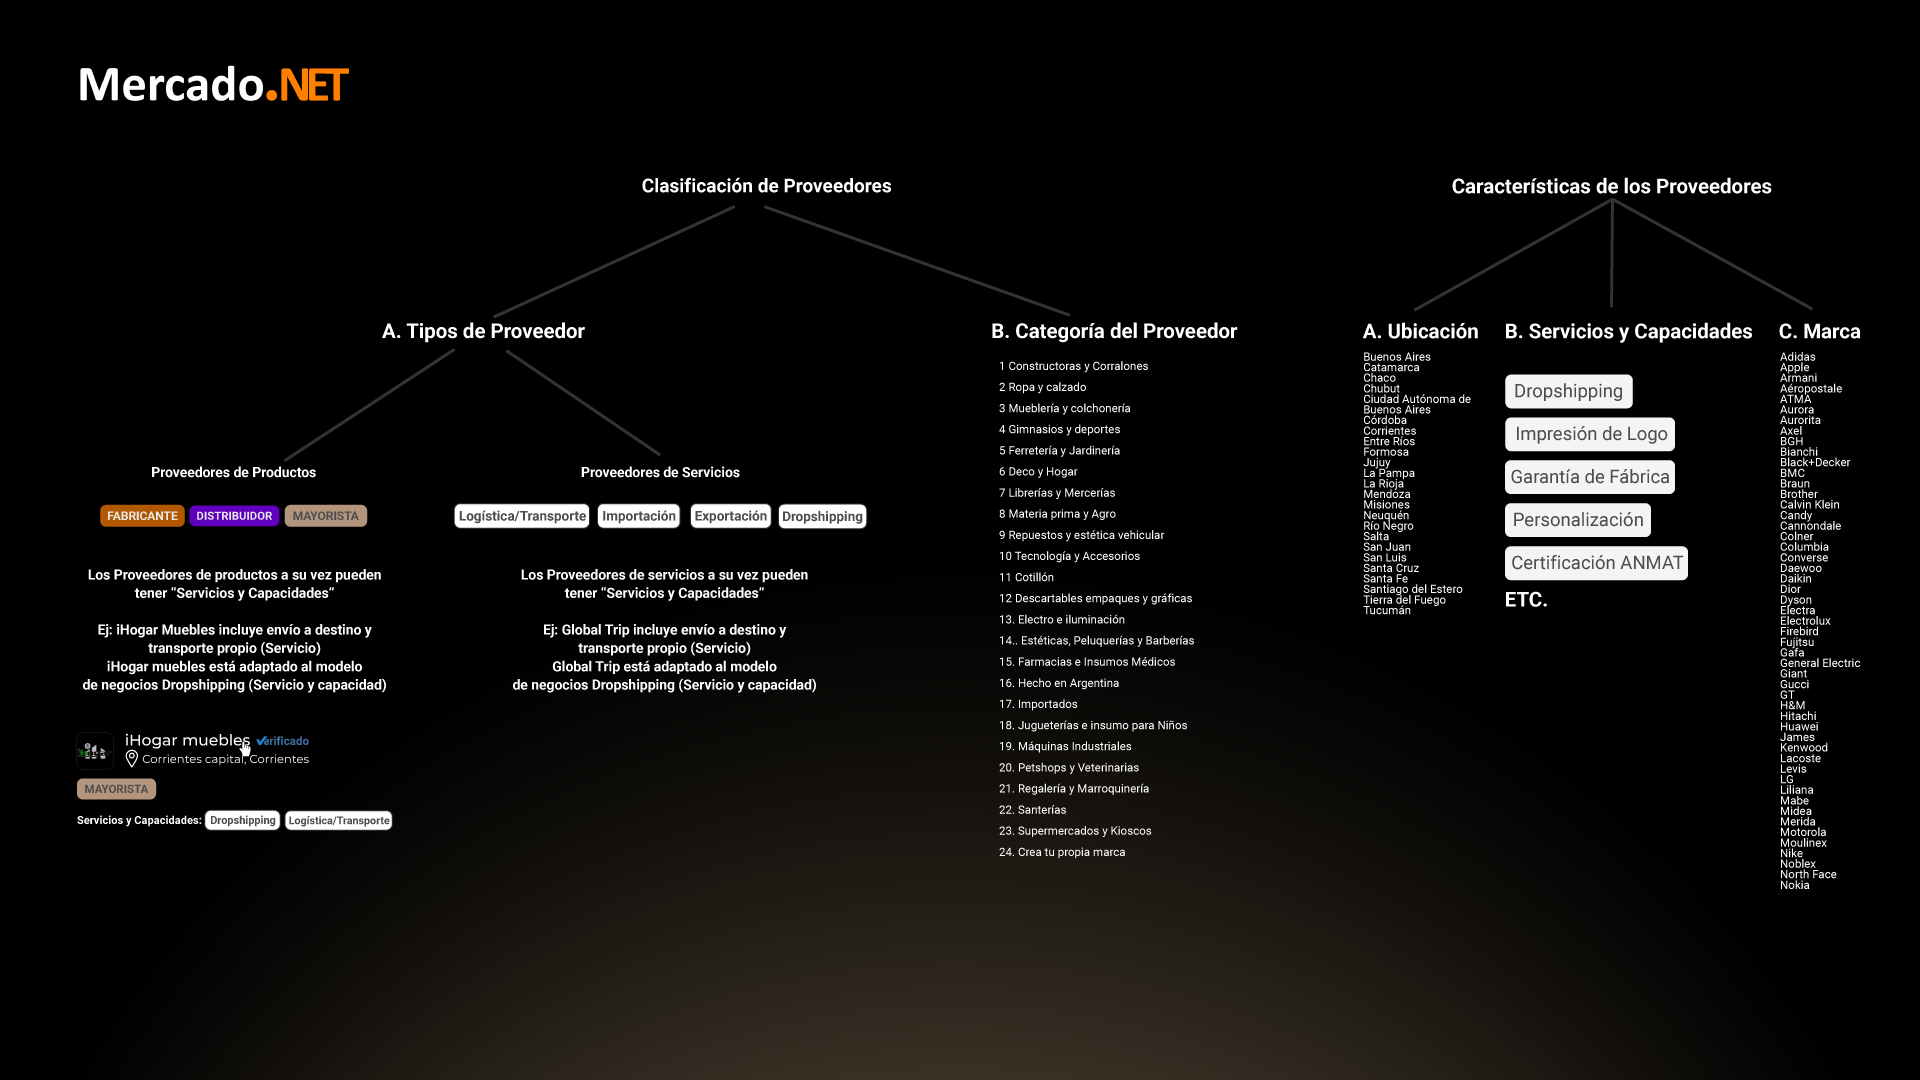 Mercado.NET
Clasificación de Proveedores
A. Tipos de Proveedor
Proveedores de Productos
FABRICANTE
DISTRIBUIDOR
MAYORISTA
Los Proveedores de productos a su vez pueden
tener “Servicios y Capacidades”
Ej: iHogar Muebles incluye envío a destino y
transporte propio (Servicio)
iHogar muebles está adaptado al modelo
de negocios Dropshipping (Servicio y capacidad)
iHogar muebles
Verificado
Corrientes capital, Corrientes
MAYORISTA
Servicios y Capacidades: Dropshipping Logística/Transporte
Proveedores de Servicios
Logística/Transporte
Importación
Exportación
Dropshipping
Los Proveedores de servicios a su vez pueden
tener “Servicios y Capacidades”
Ej: Global Trip incluye envío a destino y
transporte propio (Servicio)
Global Trip está adaptado al modelo
de negocios Dropshipping (Servicio y capacidad)
B. Categoría del Proveedor
1 Constructoras y Corralones
2 Ropa y calzado
3 Mueblería y colchonería
4 Gimnasios y deportes
5 Ferretería y Jardinería
6 Deco y Hogar
7 Librerías y Mercerías
8 Materia prima y Agro
9 Repuestos y estética vehicular
10 Tecnología y Accesorios
11 Cotillón
12 Descartables empaques y gráficas
13. Electro e iluminación
14.. Estéticas, Peluquerías y Barberías
15. Farmacias e Insumos Médicos
16. Hecho en Argentina
17. Importados
18. Jugueterías e insumo para Niños
19. Máquinas Industriales
20. Petshops y Veterinarias
21. Regalería y Marroquinería
22. Santerías
23. Supermercados y Kioscos
24. Crea tu propia marca
Características de los Proveedores
A. Ubicación
Buenos Aires
Catamarca
Chaco
Chubut
Ciudad Autónoma de
Buenos Aires
Córdoba
Corrientes
Entre Ríos
Formosa
Jujuy
La Pampa
La Rioja
Mendoza
Misiones
Neuquén
Río Negro
Salta
San Juan
San Luis
Santa Cruz
Santa Fe
Santiago del Estero
Tierra del Fuego
Tucumán
B. Servicios y Capacidades
Dropshipping
Impresión de Logo
Garantía de Fábrica
Personalización
Certificación ANMAT
ETC.
C. Marca
Adidas
Apple
Armani
Aéropostale
ATMA
Aurora
Aurorita
Axel
BGH
Bianchi
Black+Decker
BMC
Braun
Brother
Calvin Klein
Candy
Cannondale
Colner
Columbia
Converse
Daewoo
Daikin
Dior
Dyson
Electra
Electrolux
Firebird
Fujitsu
Gafa
General Electric
Giant
Gucci
GT
H&M
Hitachi
Huawei
James
Kenwood
Lacoste
Levis
LG
Liliana
Mabe
Midea
Merida
Motorola
Moulinex
Nike
Noblex
North Face
Nokia